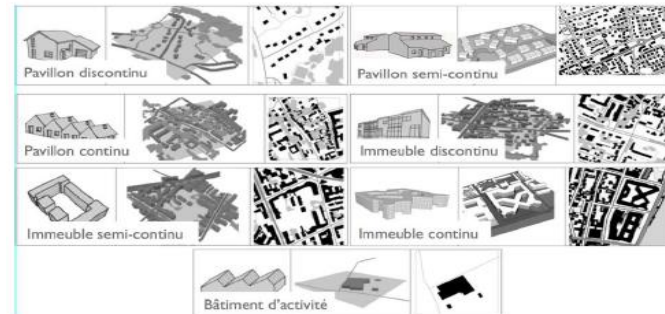 Pavillon discontinu
Pavillon semi-continu
Pavillon continu
Immeuble discontinu
Immeuble semi-continu
Immeuble continu
Bâtiment d'activité